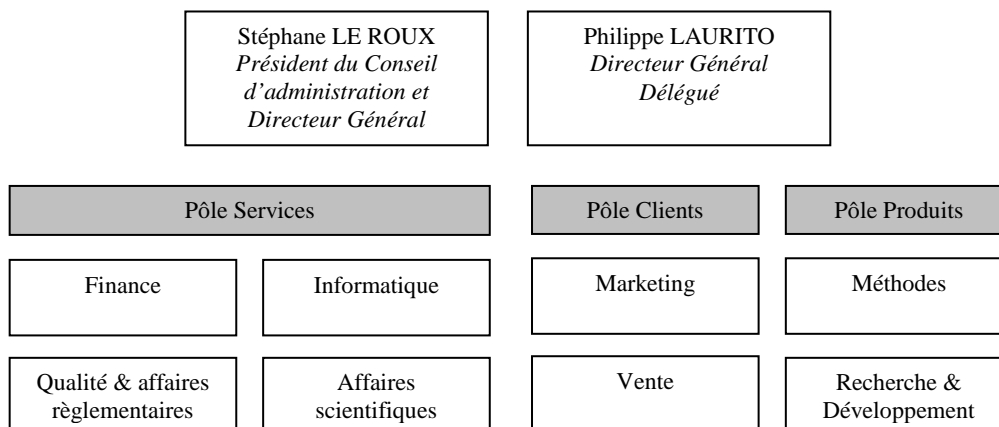 Stéphane LE ROUX
Président du Conseil
d’administration et
Directeur Général
Philippe LAURITO
Directeur Général
Délégué
Pôle Services
Pôle Clients
Pôle Produits
Finance
Informatique
Marketing
Méthodes
Qualité & affaires
règlementaires
Affaires
scientifiques
Vente
Recherche &
Développement